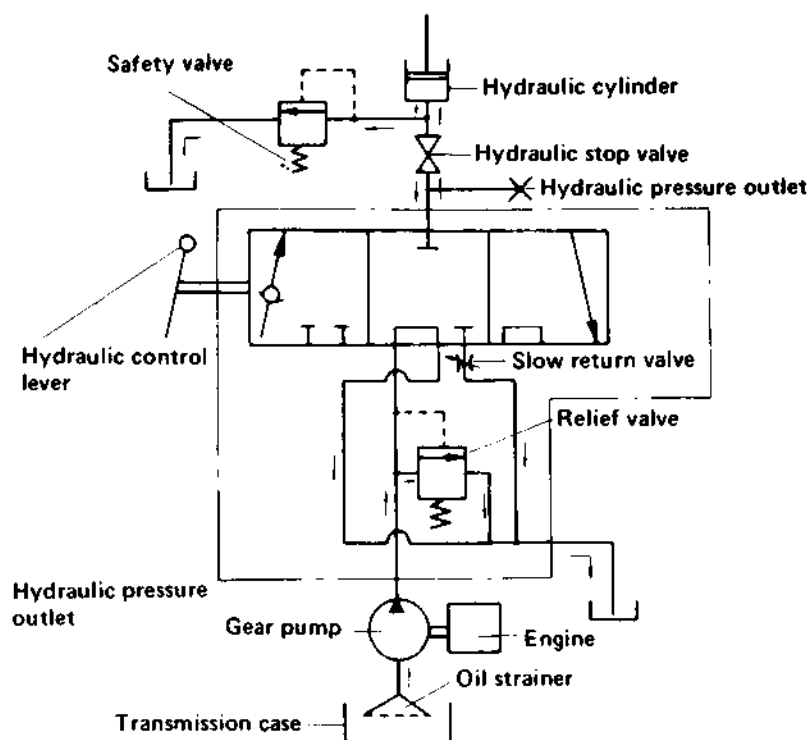 Safety valve
Hydraulic cylinder
Hydraulic stop valve
Hydraulic pressure outlet
Hydraulic control
lever
Slow return valve
Relief valve
Hydraulic pressure
outlet
Gear pump
Engine
Oil strainer
Transmission case